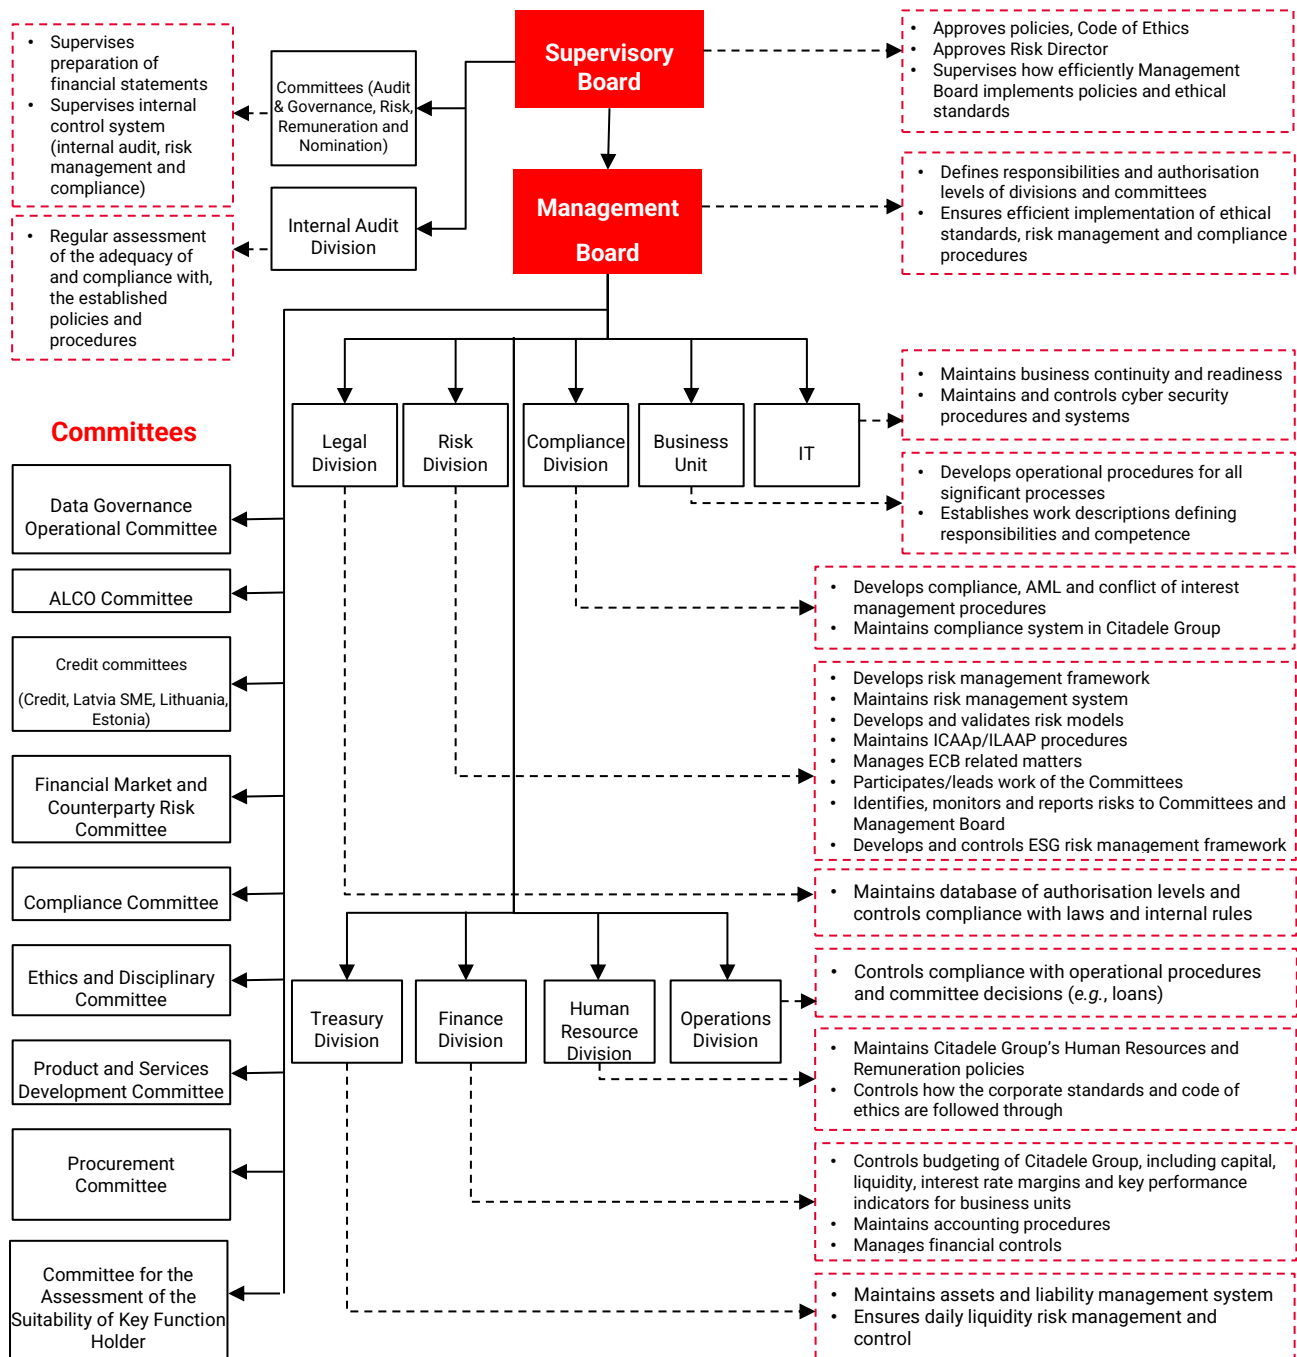 • Supervises
preparation of
financial statements
• Supervises internal
control system
(internal audit, risk
management and
compliance)
Committees (Audit
& Governance, Risk,
Remuneration and
Nomination)
Supervisory
Board
• Approves policies, Code of Ethics
• Approves Risk Director
• Supervises how efficiently Management
Board implements policies and ethical
standards
• Regular assessment
of the adequacy of
and compliance with,
the established
policies and
procedures
Internal Audit
Division
Management
Board
• Defines responsibilities and authorisation
levels of divisions and committees
• Ensures efficient implementation of ethical
standards, risk management and compliance
procedures
Legal
Division
Risk
Division
Compliance
Division
Business
Unit
IT
• Maintains business continuity and readiness
• Maintains and controls cyber security
procedures and systems
• Develops operational procedures for all
significant processes
• Establishes work descriptions defining
responsibilities and competence
• Develops compliance, AML and conflict of interest
management procedures
• Maintains compliance system in Citadele Group
• Develops risk management framework
• Maintains risk management system
• Develops and validates risk models
• Maintains ICAAp/ILAAP procedures
• Manages ECB related matters
• Participates/leads work of the Committees
• Identifies, monitors and reports risks to Committees and
Management Board
• Develops and controls ESG risk management framework
• Maintains database of authorisation levels and
controls compliance with laws and internal rules
Committees
Data Governance
Operational Committee
ALCO Committee
Credit committees
(Credit, Latvia SME, Lithuania,
Estonia)
Financial Market and
Counterparty Risk
Committee
Compliance Committee
Ethics and Disciplinary
Committee
Product and Services
Development Committee
Procurement
Committee
Committee for the
Assessment of the
Suitability of Key Function
Holder
Treasury
Division
Finance
Division
Human
Resource
Division
Operations
Division
• Controls compliance with operational procedures
and committee decisions (e.g., loans)
• Maintains Citadele Group's Human Resources and
Remuneration policies
• Controls how the corporate standards and code of
ethics are followed through
• Controls budgeting of Citadele Group, including capital,
liquidity, interest rate margins and key performance
indicators for business units
• Maintains accounting procedures
• Manages financial controls
• Maintains assets and liability management system
• Ensures daily liquidity risk management and
control